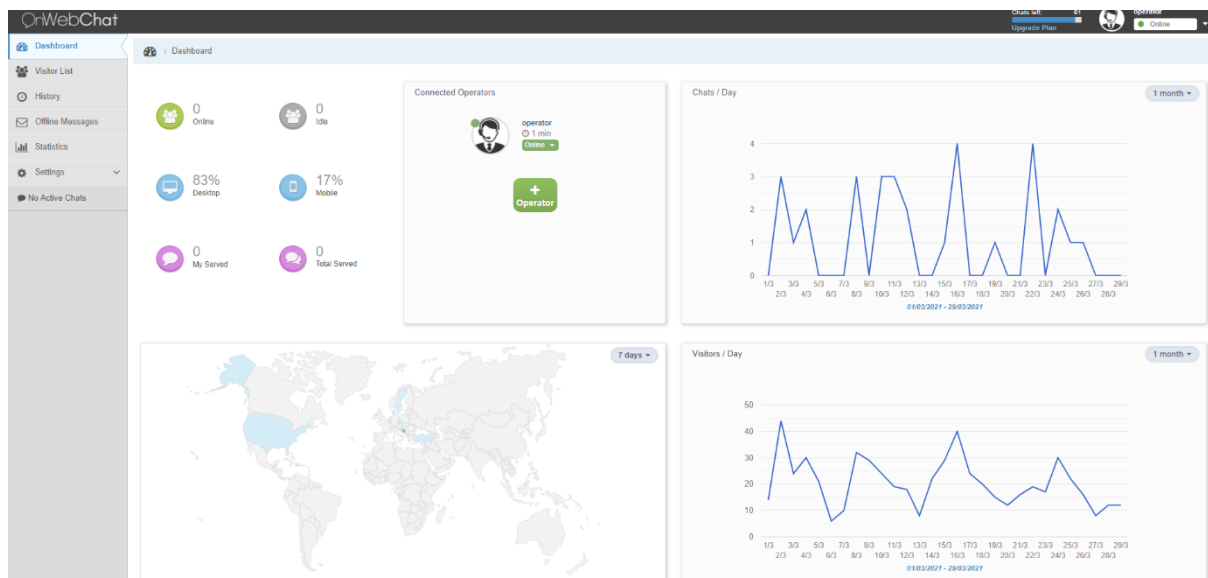 OnWebChat
Chats left: 91
Upgrade Plan
operator
Online
Dashboard
Visitor List
History
Offline Messages
Statistics
Settings
No Active Chats
> Dashboard
0
Online
0
Idle
83%
Desktop
17%
Mobile
0
My Served
0
Total Served
Connected Operators
operator
1 min
Online
+
Operator
Chats / Day
1 month
4
3
2
1
0
1/3 3/3 5/3 7/3 9/3 11/3 13/3 15/3 17/3 19/3 21/3 23/3 25/3 27/3 29/3
2/3 4/3 6/3 8/3 10/3 12/3 14/3 16/3 18/3 20/3 22/3 24/3 26/3 28/3
01/03/2021 - 29/03/2021
7 days
Visitors / Day
1 month
50
40
30
20
10
0
1/3 3/3 5/3 7/3 9/3 11/3 13/3 15/3 17/3 19/3 21/3 23/3 25/3 27/3 29/3
2/3 4/3 6/3 8/3 10/3 12/3 14/3 16/3 18/3 20/3 22/3 24/3 26/3 28/3
01/03/2021 - 29/03/2021